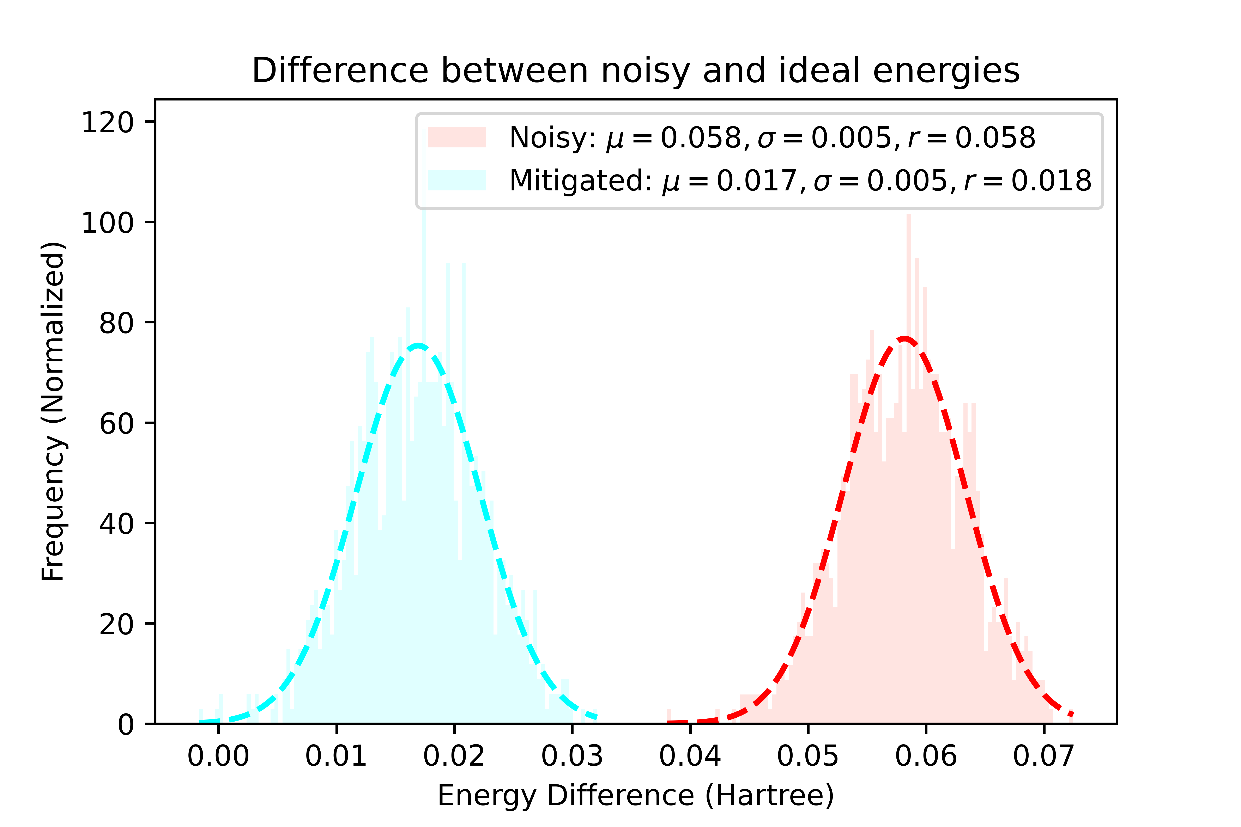 Difference between noisy and ideal energies
Noisy: μ = 0.058, σ = 0.005, r = 0.058
Mitigated: μ = 0.017, σ = 0.005, r = 0.018
Frequency (Normalized)
120
100
80
60
40
20
0
0.00 0.01 0.02 0.03 0.04 0.05 0.06 0.07
Energy Difference (Hartree)